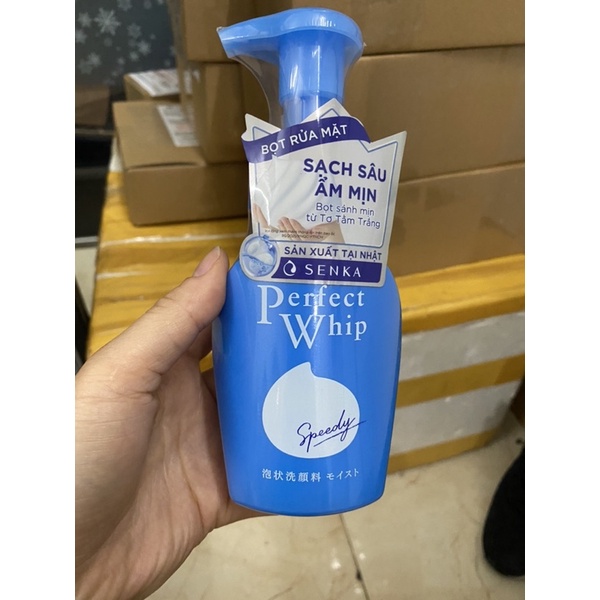 BỌT RỬA MẶT
SẠCH SÂU
ẨM MỊN
Bọt sánh mịn
từ Tơ Tằm Trắng
SẢN XUẤT TẠI NHẬT
SENKA
Perfect
Whip
Speedy
泡状洗顔料 モイスト